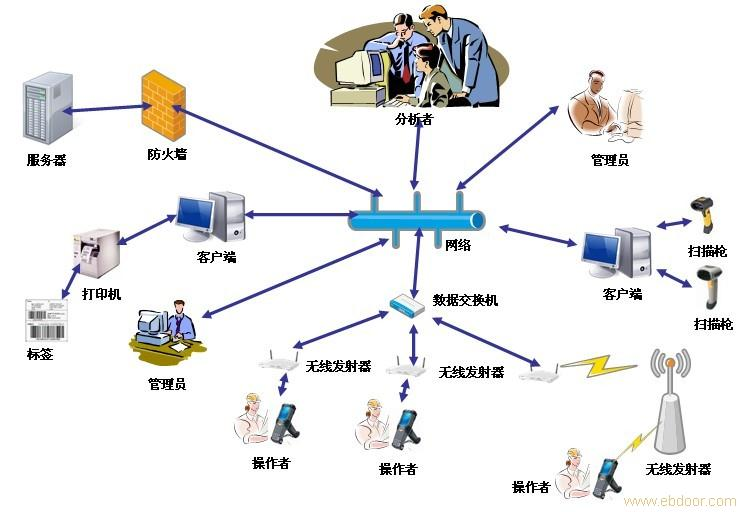 分析者
服务器
防火墙
管理员
客户端
网络
扫描枪
打印机
客户端
数据交换机
扫描枪
标签
管理员
无线发射器
无线发射器
操作者
操作者
无线发射器
操作者
www.ebdoor.com